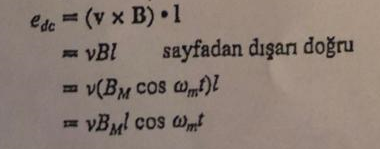 e_dc = (v × B) • l
= vBl sayfadan dışarı doğru
= v(B_M cos ω_m t)l
= vB_M l cos ω_m t